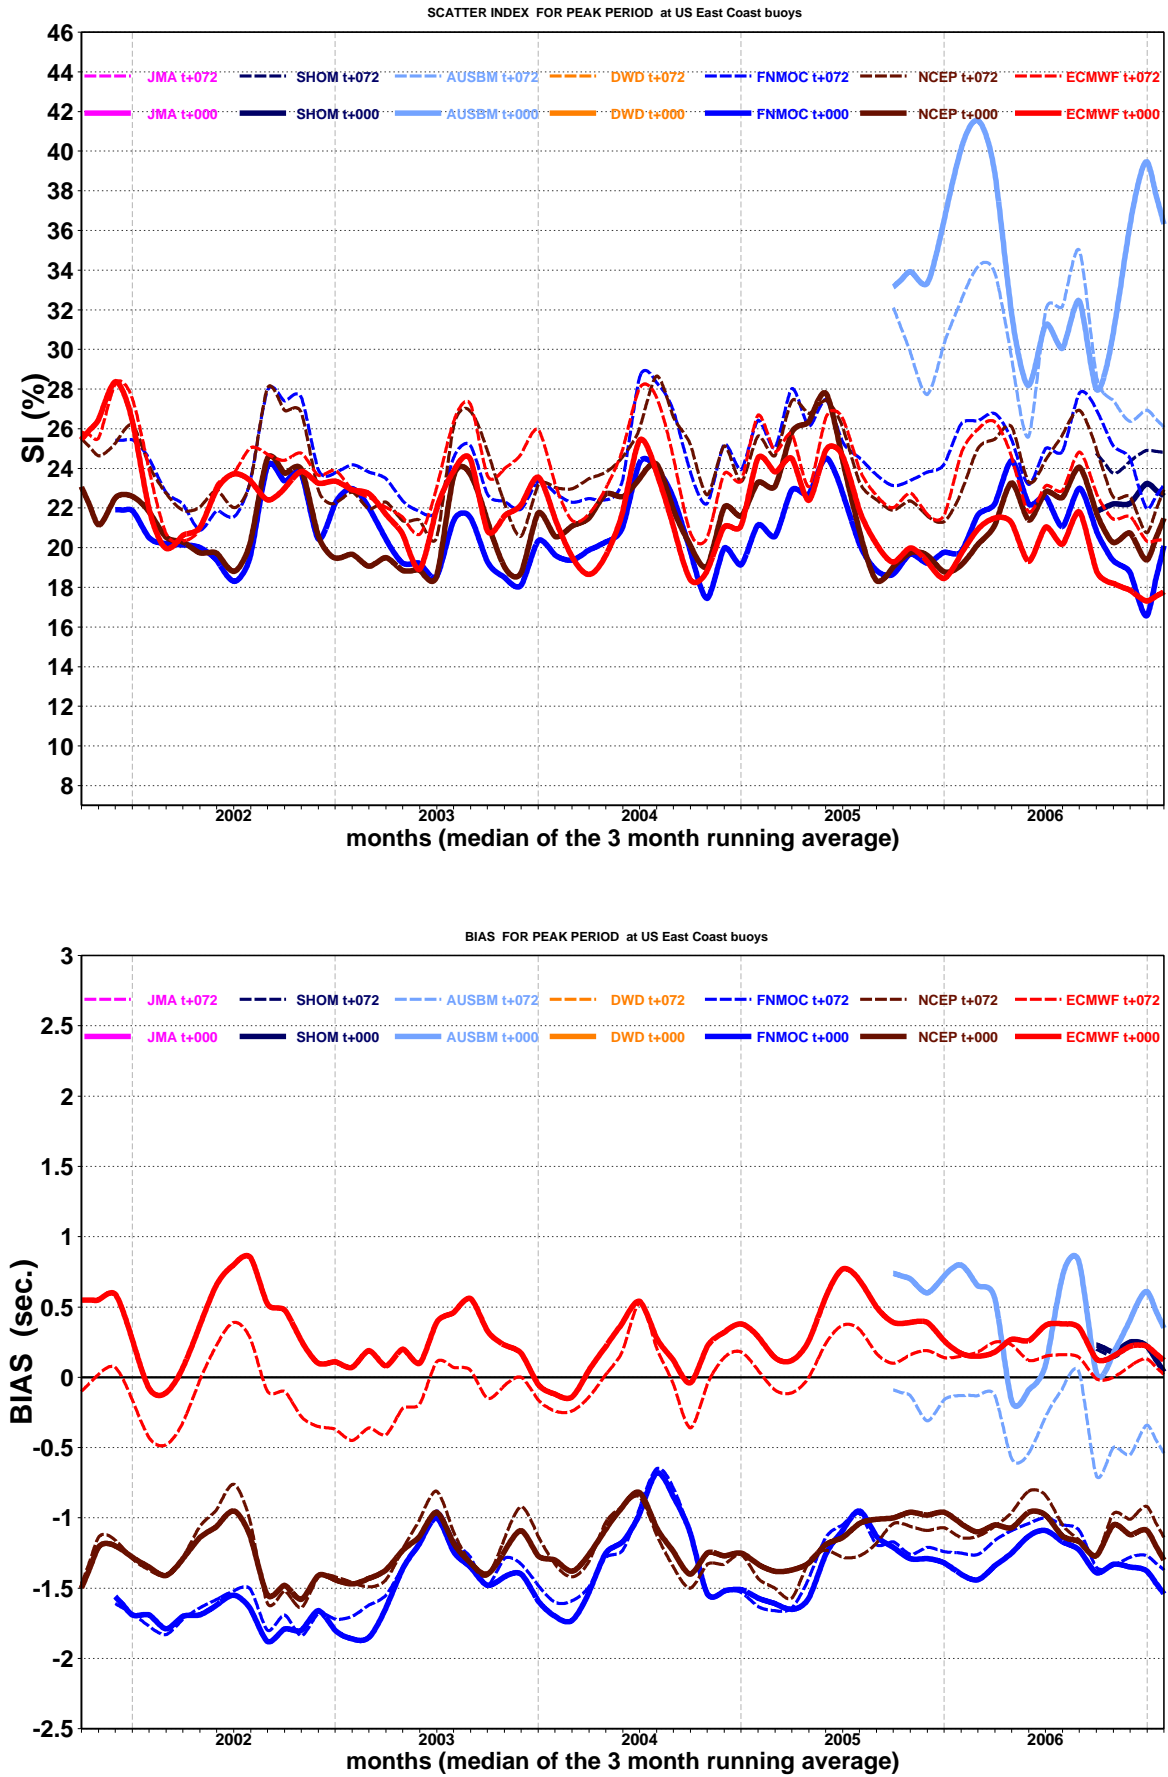 SCATTER INDEX FOR PEAK PERIOD at US East Coast buoys
46
44
42
40
38
36
34
32
30
28
26
24
22
20
18
16
14
12
10
8
SI (%)
JMA t+072 SHOM t+072 AUSBM t+072 DWD t+072 FNMOC t+072 NCEP t+072 ECMWF t+072
JMA t+000 SHOM t+000 AUSBM t+000 DWD t+000 FNMOC t+000 NCEP t+000 ECMWF t+000
2002 2003 2004 2005 2006
months (median of the 3 month running average)
BIAS FOR PEAK PERIOD at US East Coast buoys
3
2.5
2
1.5
1
0.5
0
-0.5
-1
-1.5
-2
-2.5
BIAS (sec.)
JMA t+072 SHOM t+072 AUSBM t+072 DWD t+072 FNMOC t+072 NCEP t+072 ECMWF t+072
JMA t+000 SHOM t+000 AUSBM t+000 DWD t+000 FNMOC t+000 NCEP t+000 ECMWF t+000
2002 2003 2004 2005 2006
months (median of the 3 month running average)